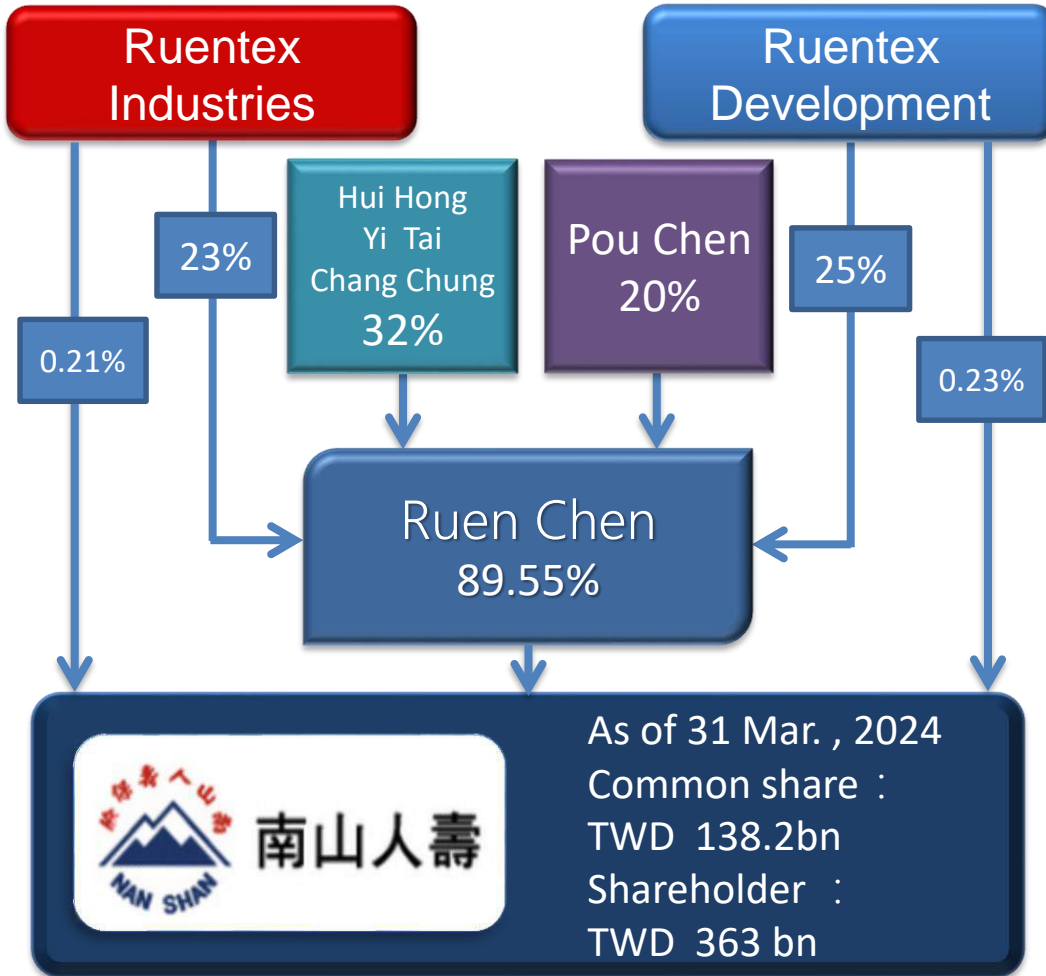 Ruentex
Industries
Ruentex
Development
Hui Hong
Yi Tai
Chang Chung
32%
Pou Chen
20%
23%
25%
0.21%
0.23%
Ruen Chen
89.55%
NAN SHAN
南山人壽
As of 31 Mar. , 2024
Common share :
TWD 138.2bn
Shareholder :
TWD 363 bn